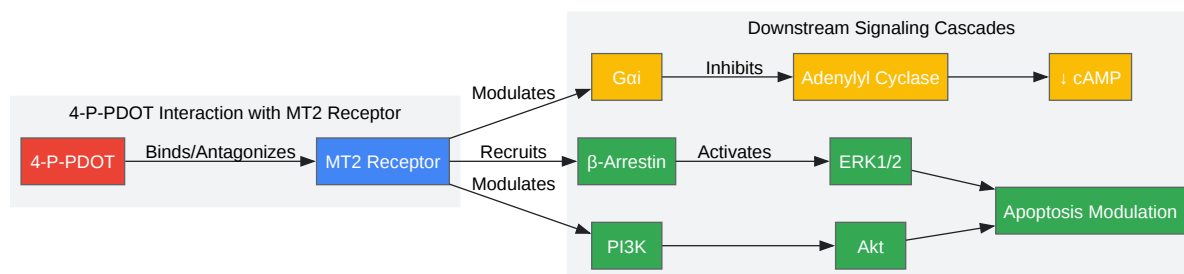 Downstream Signaling Cascades
Gαi
Inhibits
Adenylyl Cyclase
↓ cAMP
Modulates
4-P-PDOT Interaction with MT2 Receptor
4-P-PDOT
Binds/Antagonizes
MT2 Receptor
Recruits
β-Arrestin
Activates
ERK1/2
Modulates
Apoptosis Modulation
PI3K
Akt